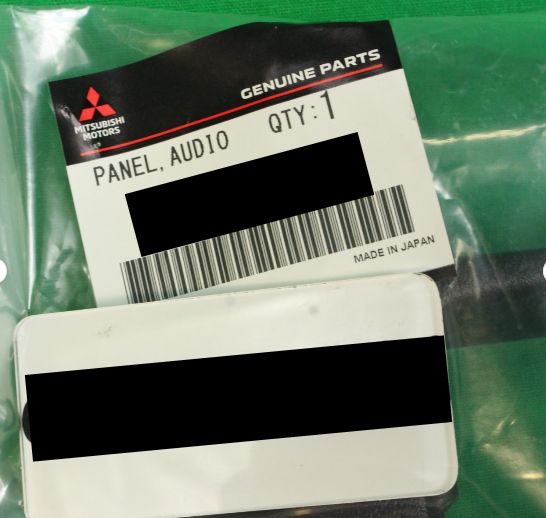 GENUINE PARTS
MITSUBISHI
MOTORS
PANEL, AUDIO QTY:1
MADE IN JAPAN